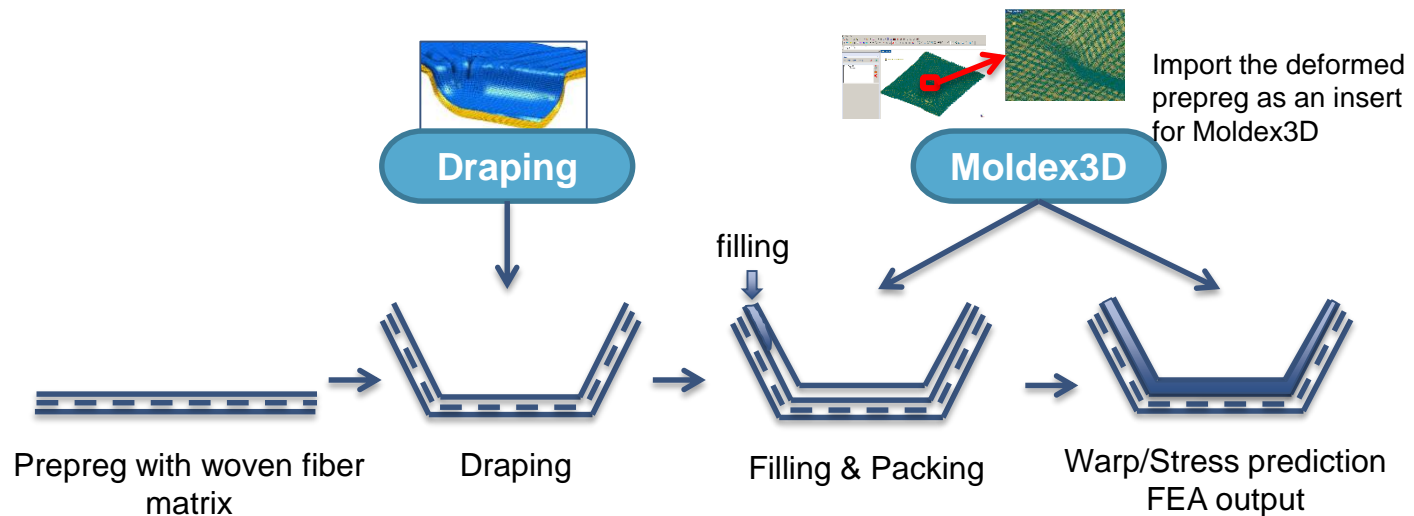 Import the deformed
prepreg as an insert
for Moldex3D
Draping
Moldex3D
filling
Prepreg with woven fiber
matrix
Draping
Filling & Packing
Warp/Stress prediction
FEA output